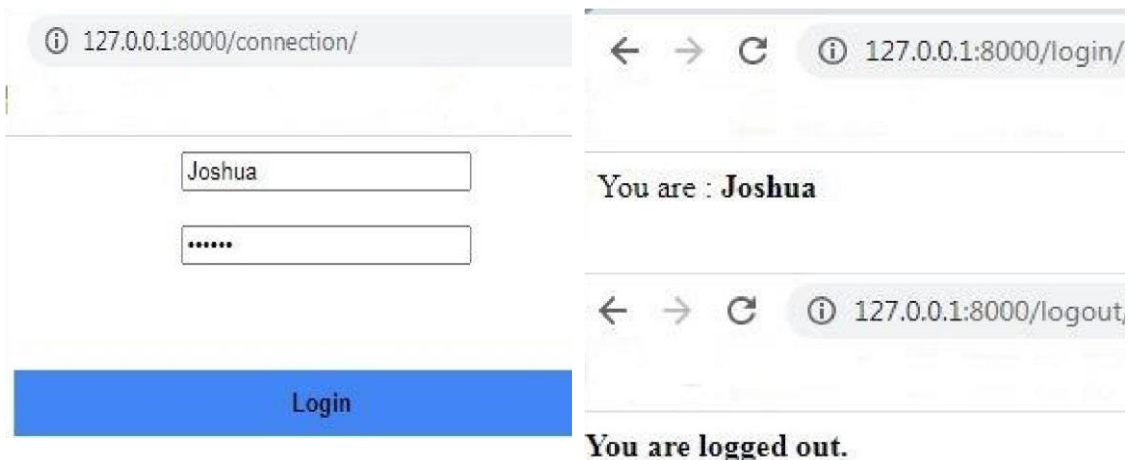 127.0.0.1:8000/connection/
Joshua
••••••
Login
127.0.0.1:8000/login/
You are : Joshua
127.0.0.1:8000/logout/
You are logged out.